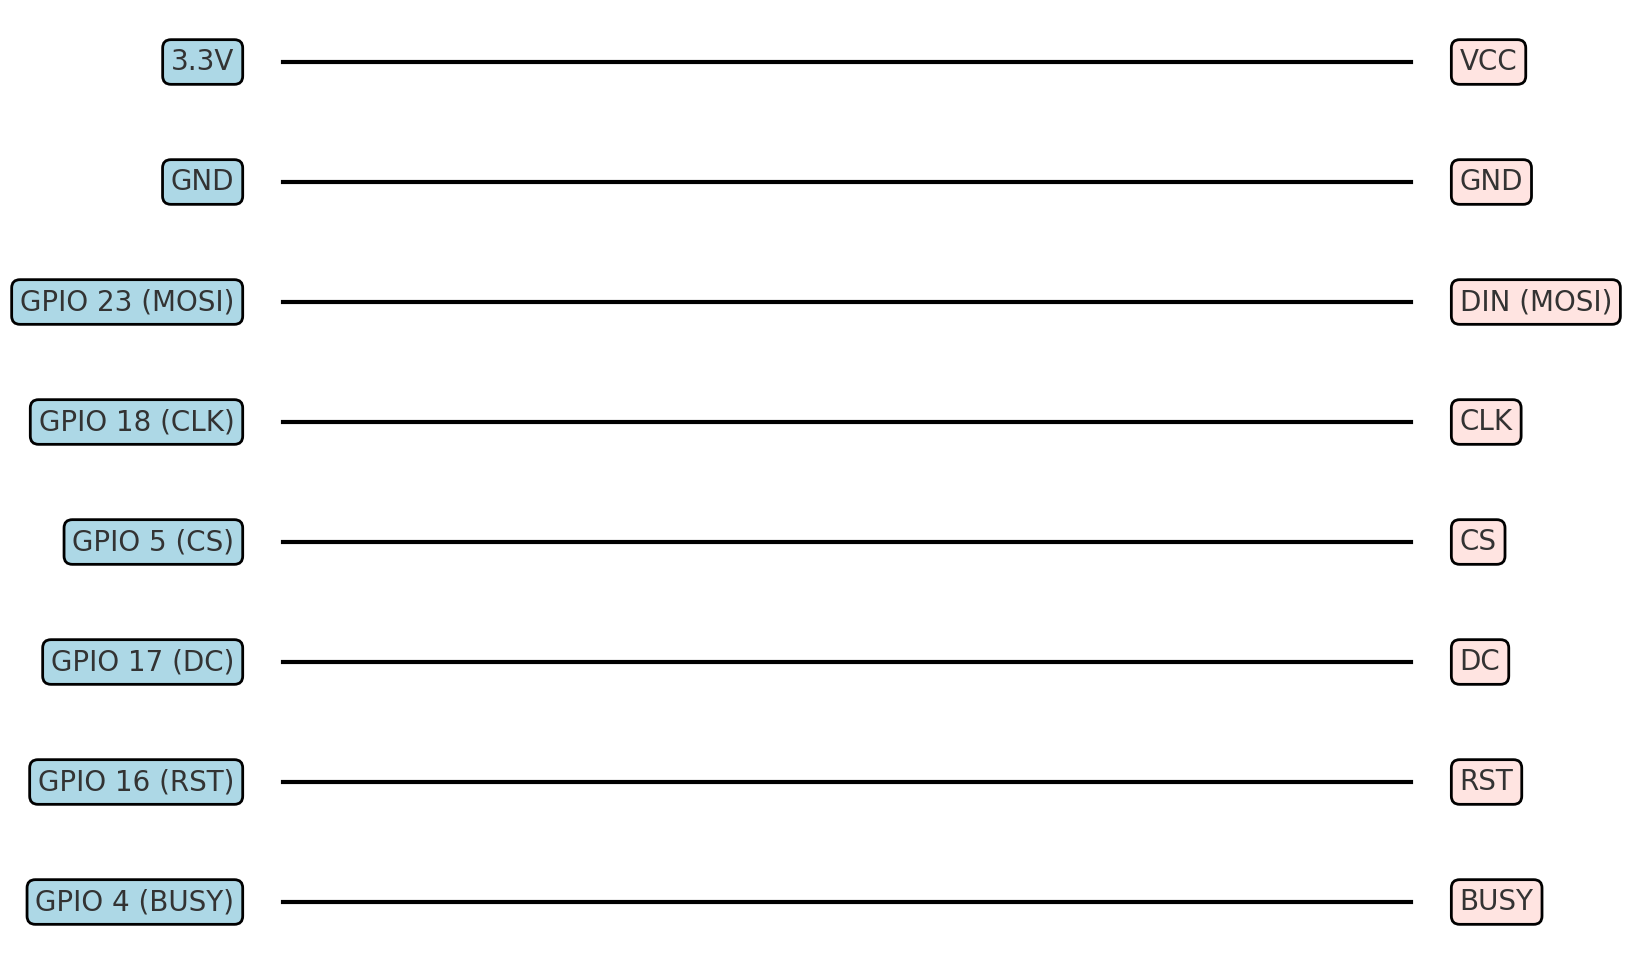 3.3V VCC
GND GND
GPIO 23 (MOSI) DIN (MOSI)
GPIO 18 (CLK) CLK
GPIO 5 (CS) CS
GPIO 17 (DC) DC
GPIO 16 (RST) RST
GPIO 4 (BUSY) BUSY